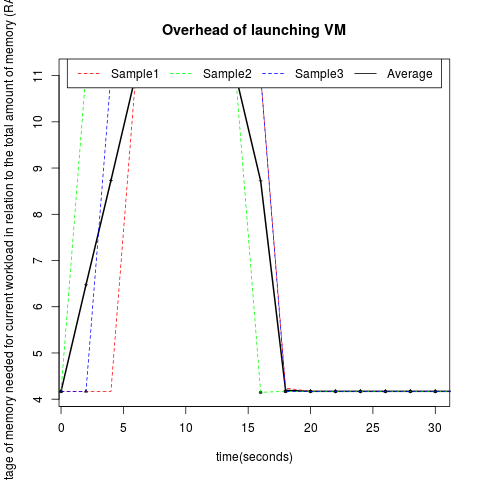 Overhead of launching VM
Sample1 Sample2 Sample3 Average
tage of memory needed for current workload in relation to the total amount of memory (RA
11
10
9
8
7
6
5
4
0 5 10 15 20 25 30
time(seconds)